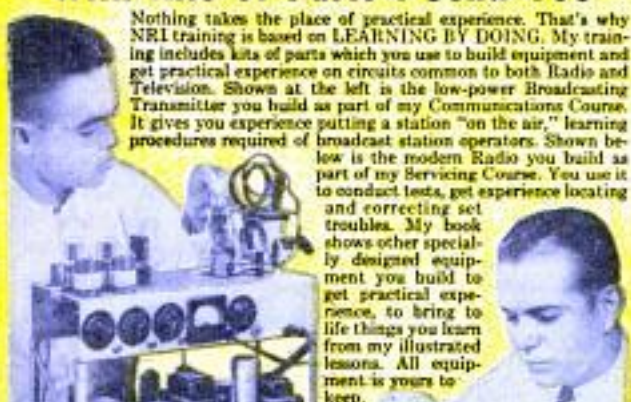 Nothing takes the place of practical experience. That's why
NRI training is based on LEARNING BY DOING. My train-
ing includes kits of parts which you use to build equipment and
get practical experience on circuits common to both Radio and
Television. Shown at the left is the low-power Broadcasting
Transmitter you build as part of my Communications Course.
It gives you experience putting a station "on the air," learning
procedures required of broadcast station operators. Shown be-
low is the modern Radio you build as
part of my Servicing Course. You use it
to conduct tests, get experience locating
and correcting set
troubles. My book
shows other special-
ly designed equip-
ment you build to
get practical expe-
rience, to bring to
life things you learn
from my illustrated
lessons. All equip-
ment is yours to
keep.